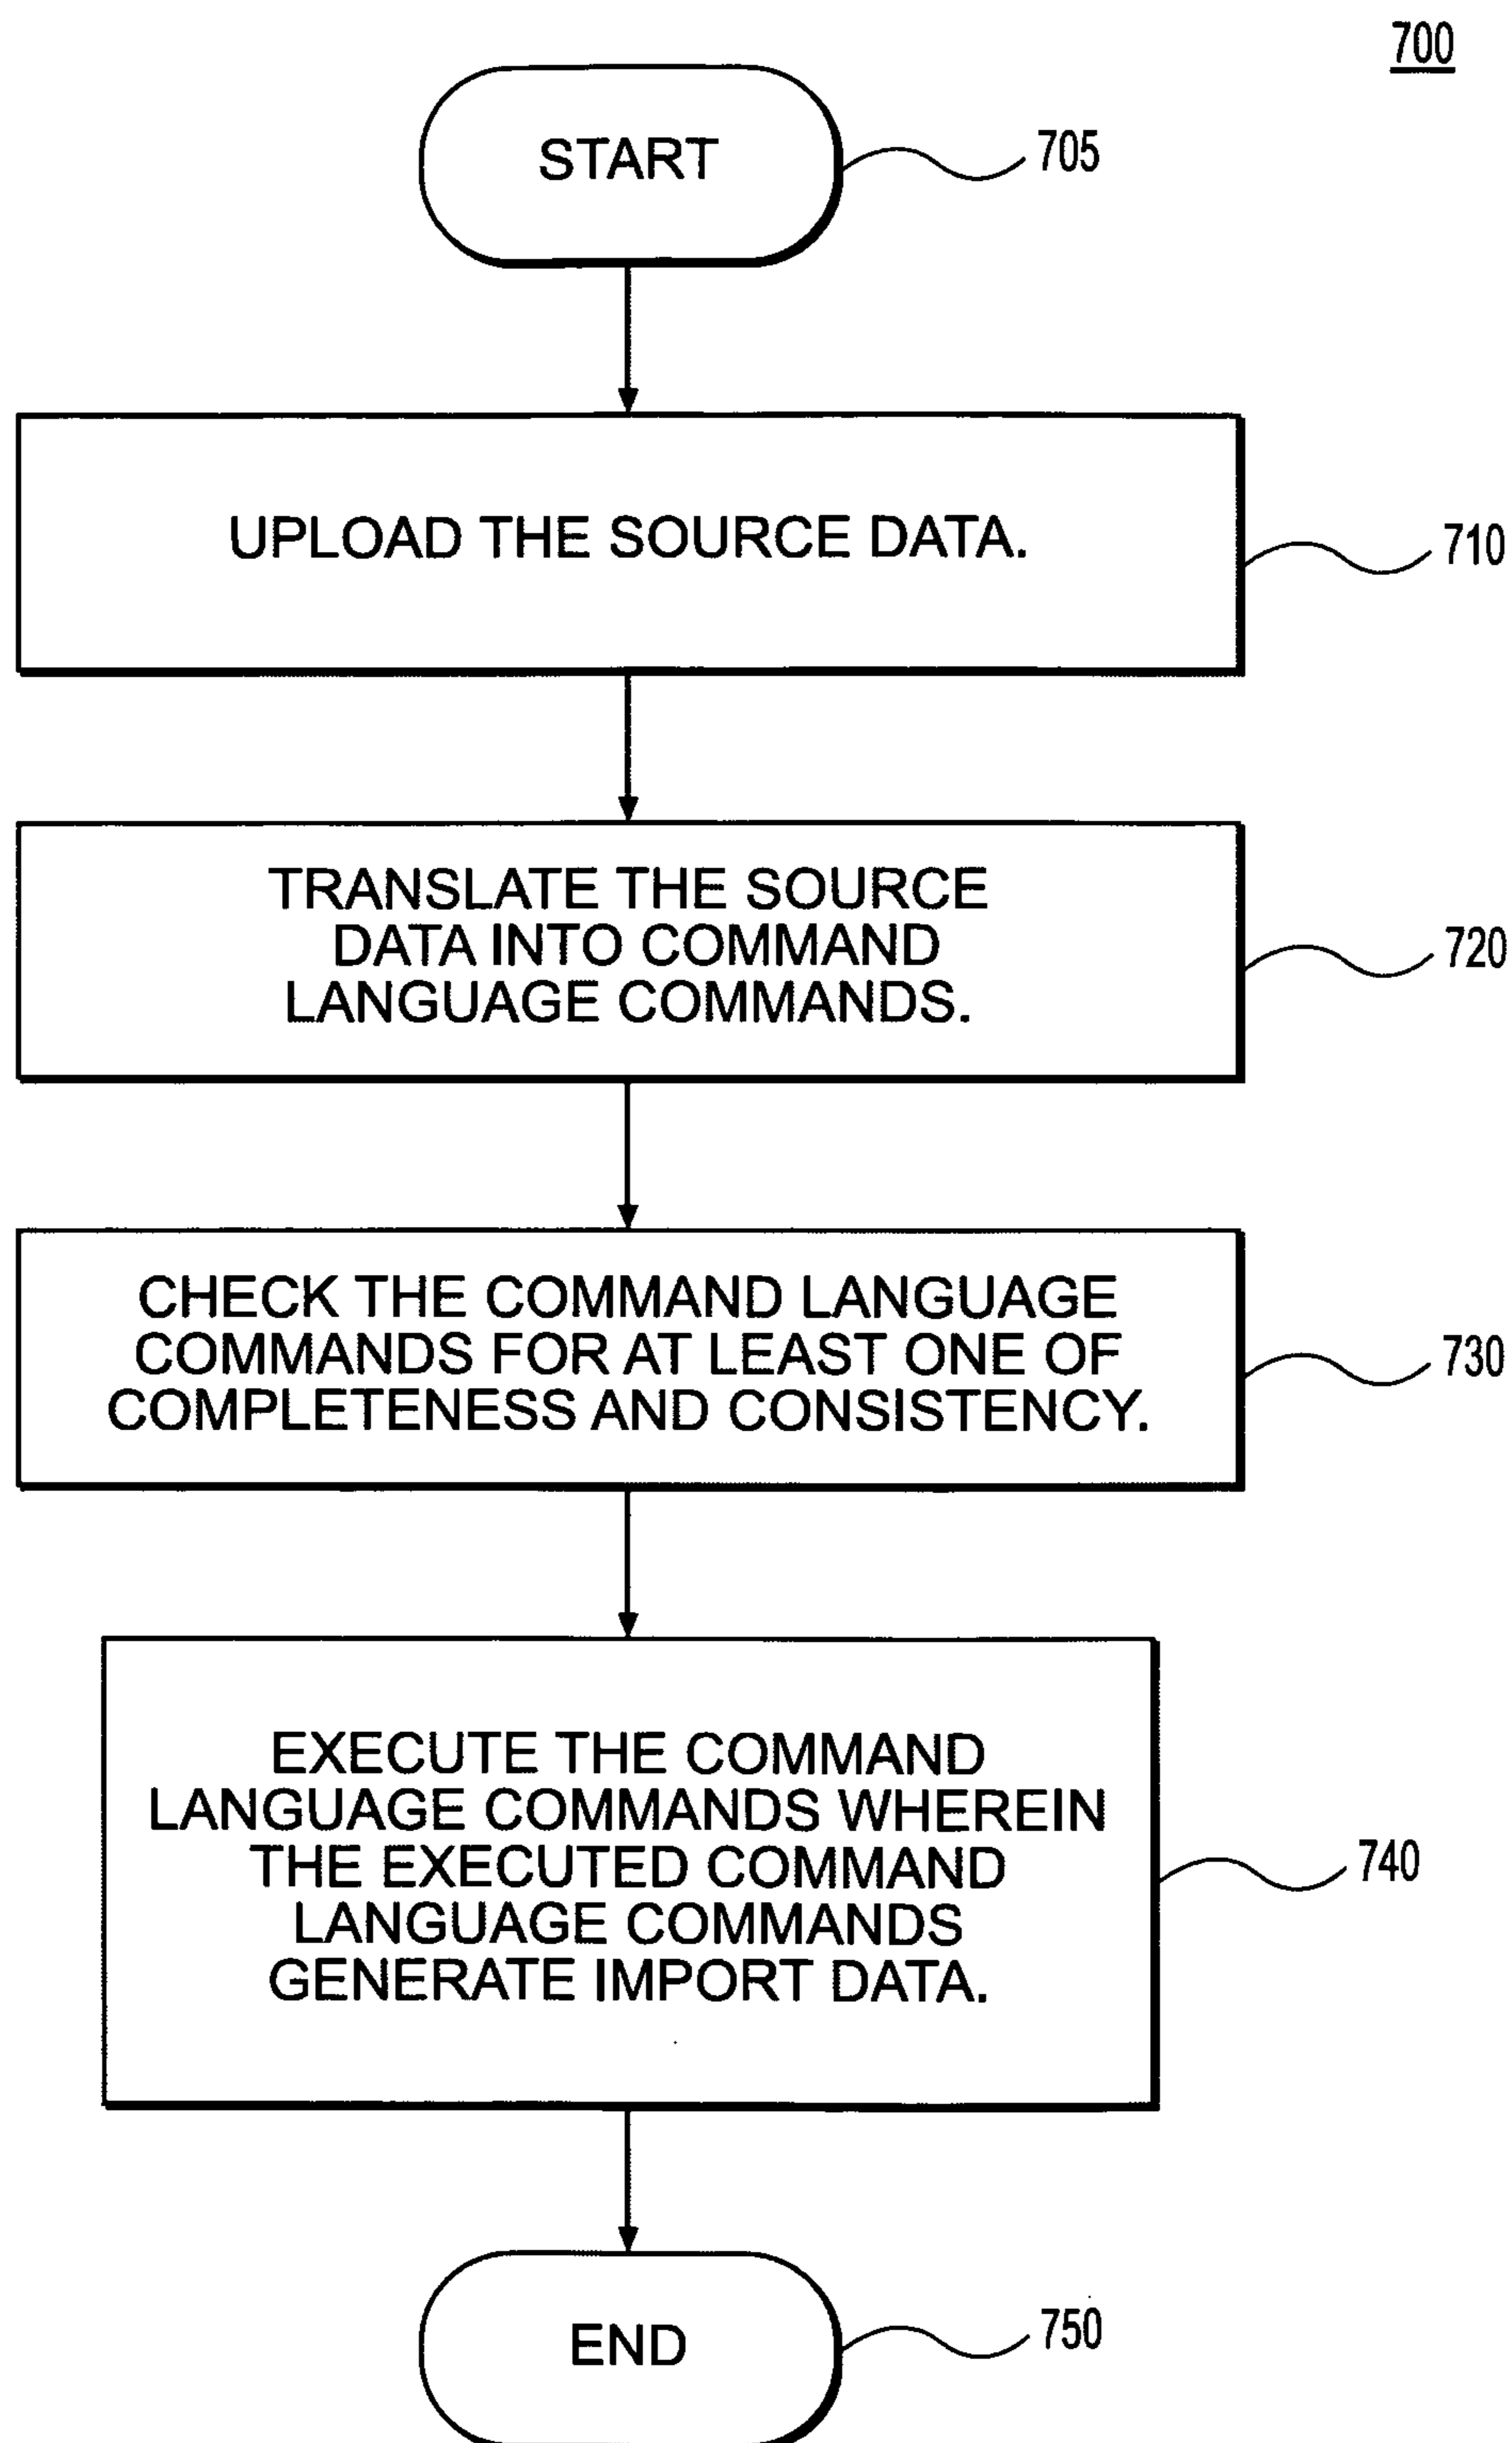 700
START
705
UPLOAD THE SOURCE DATA.
710
TRANSLATE THE SOURCE
DATA INTO COMMAND
LANGUAGE COMMANDS.
720
CHECK THE COMMAND LANGUAGE
COMMANDS FOR AT LEAST ONE OF
COMPLETENESS AND CONSISTENCY.
730
EXECUTE THE COMMAND
LANGUAGE COMMANDS WHEREIN
THE EXECUTED COMMAND
LANGUAGE COMMANDS
GENERATE IMPORT DATA.
740
END
750